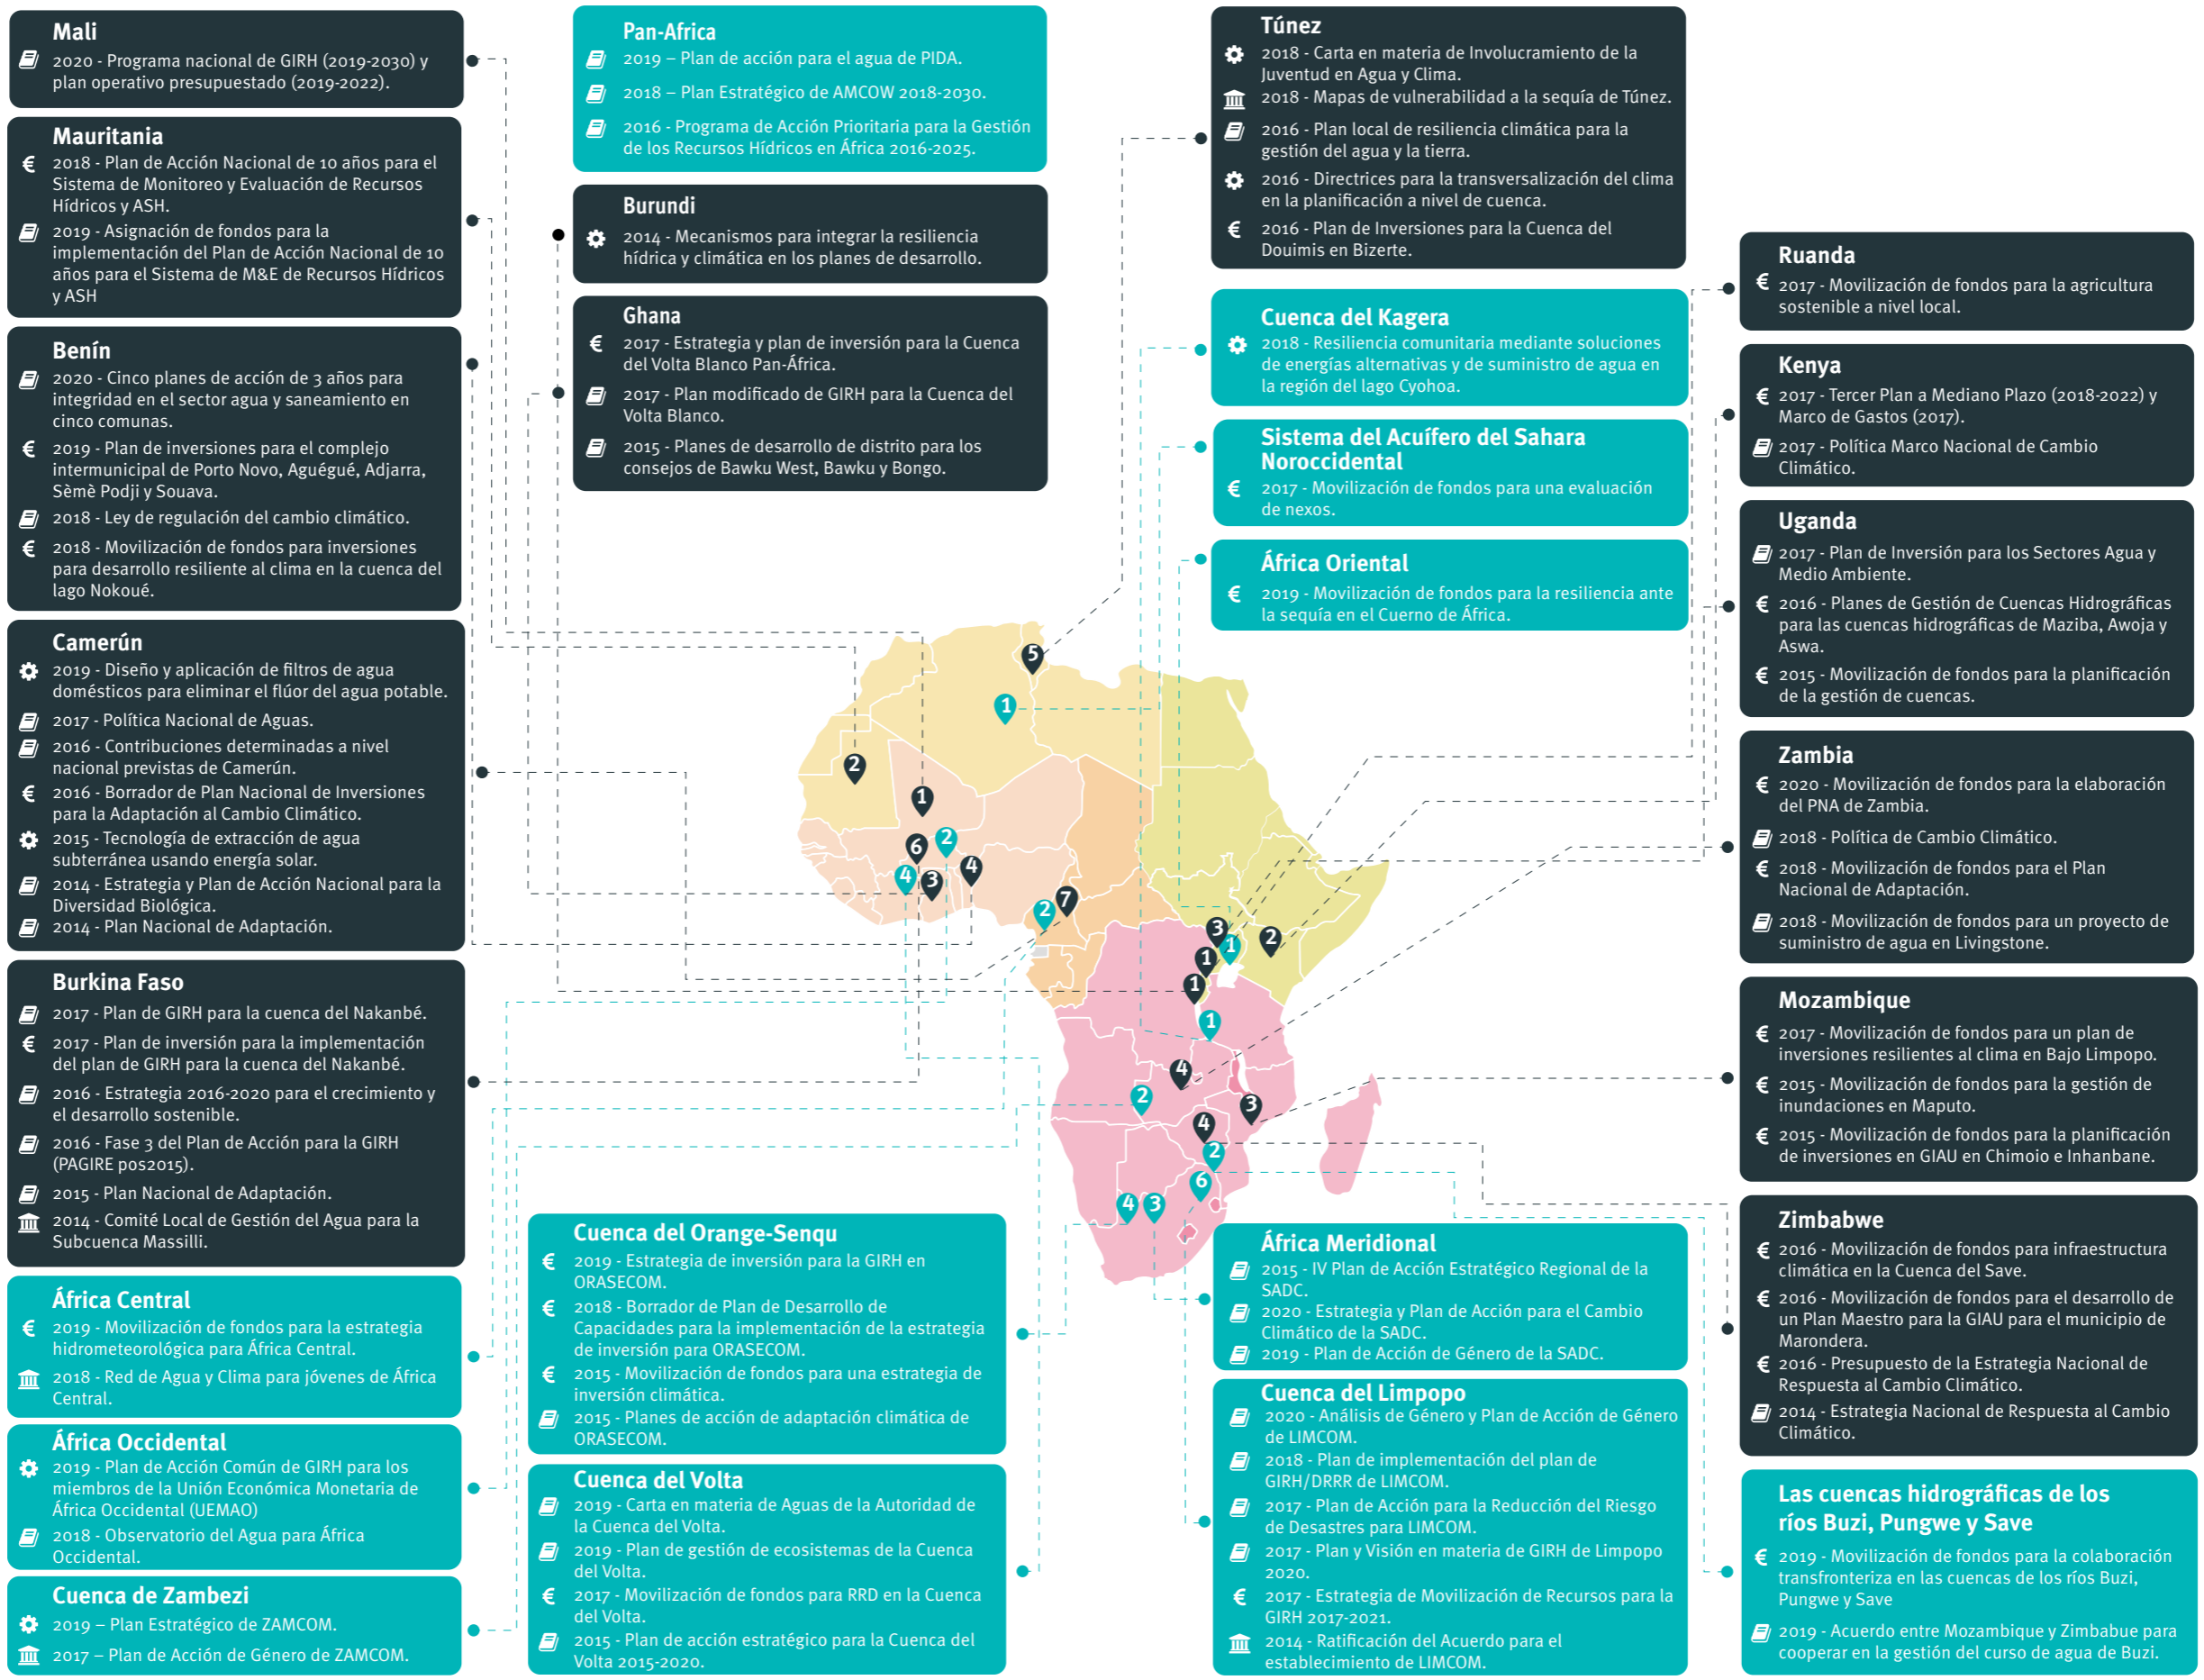 Mali
2020 - Programa nacional de GIRH (2019-2030) y
plan operativo presupuestado (2019-2022).
Mauritania
€ 2018 - Plan de Acción Nacional de 10 años para el
Sistema de Monitoreo y Evaluación de Recursos
Hídricos y ASH.
2019 - Asignación de fondos para la
implementación del Plan de Acción Nacional de 10
años para el Sistema de M&E de Recursos Hídricos
y ASH
Benín
2020 - Cinco planes de acción de 3 años para
integridad en el sector agua y saneamiento en
cinco comunas.
€ 2019 - Plan de inversiones para el complejo
intermunicipal de Porto Novo, Aguégué, Adjarra,
Sèmè Podji y Souava.
2018 - Ley de regulación del cambio climático.
€ 2018 - Movilización de fondos para inversiones
para desarrollo resiliente al clima en la cuenca del
lago Nokoué.
Camerún
2019 - Diseño y aplicación de filtros de agua
domésticos para eliminar el flúor del agua potable.
2017 - Política Nacional de Aguas.
2016 - Contribuciones determinadas a nivel
nacional previstas de Camerún.
€ 2016 - Borrador de Plan Nacional de Inversiones
para la Adaptación al Cambio Climático.
2015 - Tecnología de extracción de agua
subterránea usando energía solar.
2014 - Estrategia y Plan de Acción Nacional para la
Diversidad Biológica.
2014 - Plan Nacional de Adaptación.
Burkina Faso
2017 - Plan de GIRH para la cuenca del Nakanbé.
€ 2017 - Plan de inversión para la implementación
del plan de GIRH para la cuenca del Nakanbé.
2016 - Estrategia 2016-2020 para el crecimiento y
el desarrollo sostenible.
2016 - Fase 3 del Plan de Acción para la GIRH
(PAGIRE pos2015).
2015 - Plan Nacional de Adaptación.
2014 - Comité Local de Gestión del Agua para la
Subcuenca Massilli.
África Central
€ 2019 - Movilización de fondos para la estrategia
hidrometeorológica para África Central.
2018 - Red de Agua y Clima para jóvenes de África
Central.
África Occidental
2019 - Plan de Acción Común de GIRH para los
miembros de la Unión Económica Monetaria de
África Occidental (UEMAO)
2018 - Observatorio del Agua para África
Occidental.
Cuenca de Zambezi
2019 – Plan Estratégico de ZAMCOM.
2017 – Plan de Acción de Género de ZAMCOM.
Pan-Africa
2019 – Plan de acción para el agua de PIDA.
2018 – Plan Estratégico de AMCOW 2018-2030.
2016 - Programa de Acción Prioritaria para la Gestión
de los Recursos Hídricos en África 2016-2025.
Burundi
2014 - Mecanismos para integrar la resiliencia
hídrica y climática en los planes de desarrollo.
Ghana
€ 2017 - Estrategia y plan de inversión para la Cuenca
del Volta Blanco Pan-África.
2017 - Plan modificado de GIRH para la Cuenca del
Volta Blanco.
2015 - Planes de desarrollo de distrito para los
consejos de Bawku West, Bawku y Bongo.
Túnez
2018 - Carta en materia de Involucramiento de la
Juventud en Agua y Clima.
2018 - Mapas de vulnerabilidad a la sequía de Túnez.
2016 - Plan local de resiliencia climática para la
gestión del agua y la tierra.
2016 - Directrices para la transversalización del clima
en la planificación a nivel de cuenca.
€ 2016 - Plan de Inversiones para la Cuenca del
Douimis en Bizerte.
Cuenca del Kagera
2018 - Resiliencia comunitaria mediante soluciones
de energías alternativas y de suministro de agua en
la región del lago Cyohoa.
Sistema del Acuífero del Sahara
Noroccidental
€ 2017 - Movilización de fondos para una evaluación
de nexos.
África Oriental
€ 2019 - Movilización de fondos para la resiliencia ante
la sequía en el Cuerno de África.
Ruanda
€ 2017 - Movilización de fondos para la agricultura
sostenible a nivel local.
Kenya
€ 2017 - Tercer Plan a Mediano Plazo (2018-2022) y
Marco de Gastos (2017).
2017 - Política Marco Nacional de Cambio
Climático.
Uganda
2017 - Plan de Inversión para los Sectores Agua y
Medio Ambiente.
€ 2016 - Planes de Gestión de Cuencas Hidrográficas
para las cuencas hidrográficas de Maziba, Awoja y
Aswa.
€ 2015 - Movilización de fondos para la planificación
de la gestión de cuencas.
Zambia
€ 2020 - Movilización de fondos para la elaboración
del PNA de Zambia.
2018 - Política de Cambio Climático.
€ 2018 - Movilización de fondos para el Plan
Nacional de Adaptación.
2018 - Movilización de fondos para un proyecto de
suministro de agua en Livingstone.
Mozambique
€ 2017 - Movilización de fondos para un plan de
inversiones resilientes al clima en Bajo Limpopo.
€ 2015 - Movilización de fondos para la gestión de
inundaciones en Maputo.
€ 2015 - Movilización de fondos para la planificación
de inversiones en GIAU en Chimoio e Inhanbane.
Zimbabwe
€ 2016 - Movilización de fondos para infraestructura
climática en la Cuenca del Save.
€ 2016 - Movilización de fondos para el desarrollo de
un Plan Maestro para la GIAU para el municipio de
Marondera.
€ 2016 - Presupuesto de la Estrategia Nacional de
Respuesta al Cambio Climático.
2014 - Estrategia Nacional de Respuesta al Cambio
Climático.
Las cuencas hidrográficas de los
ríos Buzi, Pungwe y Save
€ 2019 - Movilización de fondos para la colaboración
transfronteriza en las cuencas de los ríos Buzi,
Pungwe y Save
2019 - Acuerdo entre Mozambique y Zimbabue para
cooperar en la gestión del curso de agua de Buzi.
5
1
2
1
6
2
4
4
3
7
2
3
1
2
1
1
1
4
2
3
4
2
6
4
3
Cuenca del Orange-Senqu
€ 2019 - Estrategia de inversión para la GIRH en
ORASECOM.
€ 2018 - Borrador de Plan de Desarrollo de
Capacidades para la implementación de la estrategia
de inversión para ORASECOM.
€ 2015 - Movilización de fondos para una estrategia de
inversión climática.
2015 - Planes de acción de adaptación climática de
ORASECOM.
Cuenca del Volta
2019 - Carta en materia de Aguas de la Autoridad de
la Cuenca del Volta.
2019 - Plan de gestión de ecosistemas de la Cuenca
del Volta.
€ 2017 - Movilización de fondos para RRD en la Cuenca
del Volta.
2015 - Plan de acción estratégico para la Cuenca del
Volta 2015-2020.
África Meridional
2015 - IV Plan de Acción Estratégico Regional de la
SADC.
2020 - Estrategia y Plan de Acción para el Cambio
Climático de la SADC.
2019 - Plan de Acción de Género de la SADC.
Cuenca del Limpopo
2020 - Análisis de Género y Plan de Acción de Género
de LIMCOM.
2018 - Plan de implementación del plan de
GIRH/DRRR de LIMCOM.
2017 - Plan de Acción para la Reducción del Riesgo
de Desastres para LIMCOM.
2017 - Plan y Visión en materia de GIRH de Limpopo
2020.
€ 2017 - Estrategia de Movilización de Recursos para la
GIRH 2017-2021.
2014 - Ratificación del Acuerdo para el
establecimiento de LIMCOM.